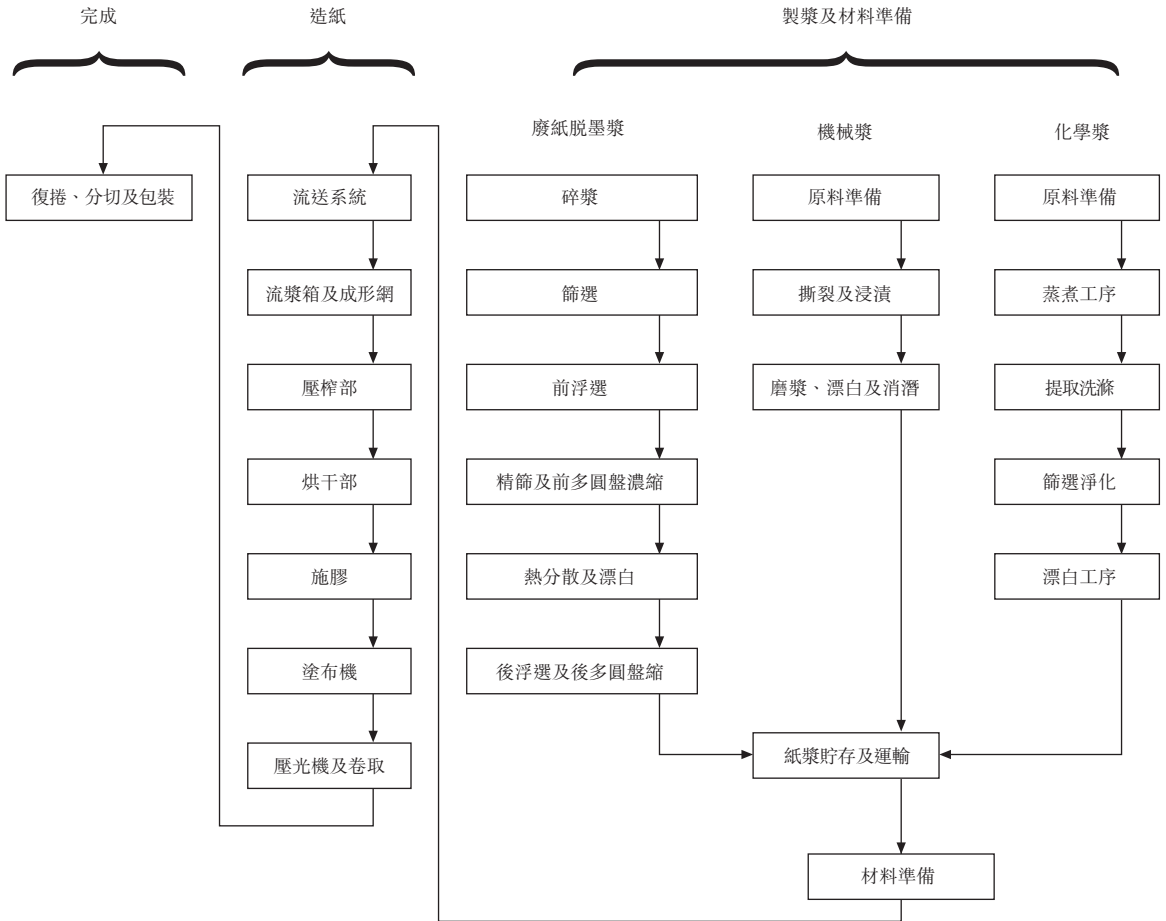 完成
造紙
製漿及材料準備
廢紙脱墨漿
機械漿
化學漿
復捲、分切及包裝
流送系統
碎漿
原料準備
原料準備
流漿箱及成形網
篩選
撕裂及浸漬
蒸煮工序
壓榨部
前浮選
磨漿、漂白及消潛
提取洗滌
烘干部
精篩及前多圓盤濃縮
篩選淨化
施膠
熱分散及漂白
漂白工序
塗布機
後浮選及後多圓盤縮
壓光機及卷取
紙漿貯存及運輸
材料準備